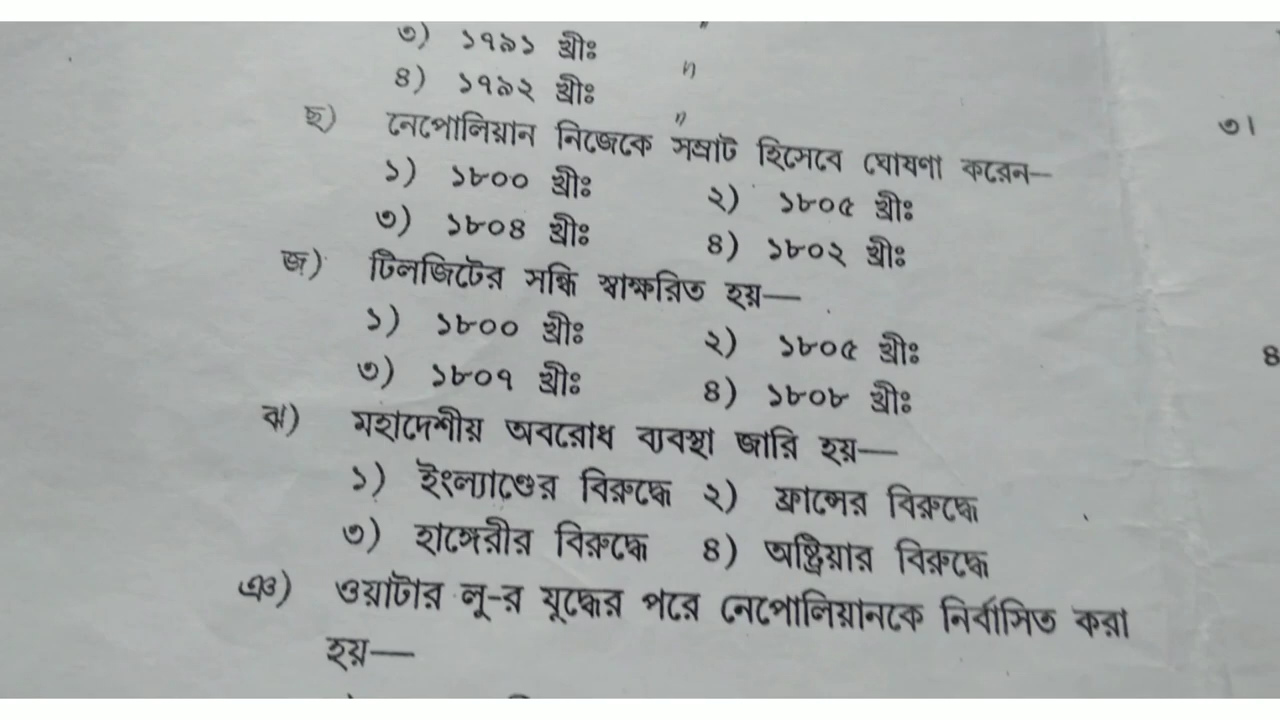 ৩) ১৭৯১ খ্রীঃ
৪) ১৭৯২ খ্রীঃ
ছ) নেপোলিয়ান নিজেকে সম্রাট হিসেবে ঘোষণা করেন—
১) ১৮০০ খ্রীঃ ২) ১৮০৫ খ্রীঃ
৩) ১৮০৪ খ্রীঃ ৪) ১৮০২ খ্রীঃ
জ) টিলজিটের সন্ধি স্বাক্ষরিত হয়—
১) ১৮০০ খ্রীঃ ২) ১৮০৫ খ্রীঃ
৩) ১৮০৭ খ্রীঃ ৪) ১৮০৮ খ্রীঃ
ঝ) মহাদেশীয় অবরোধ ব্যবস্থা জারি হয়—
১) ইংল্যাণ্ডের বিরুদ্ধে ২) ফ্রান্সের বিরুদ্ধে
৩) হাঙ্গেরীর বিরুদ্ধে ৪) অষ্ট্রিয়ার বিরুদ্ধে
ঞ) ওয়াটার লু-র যুদ্ধের পরে নেপোলিয়ানকে নির্বাসিত করা
হয়—
৩।
৪